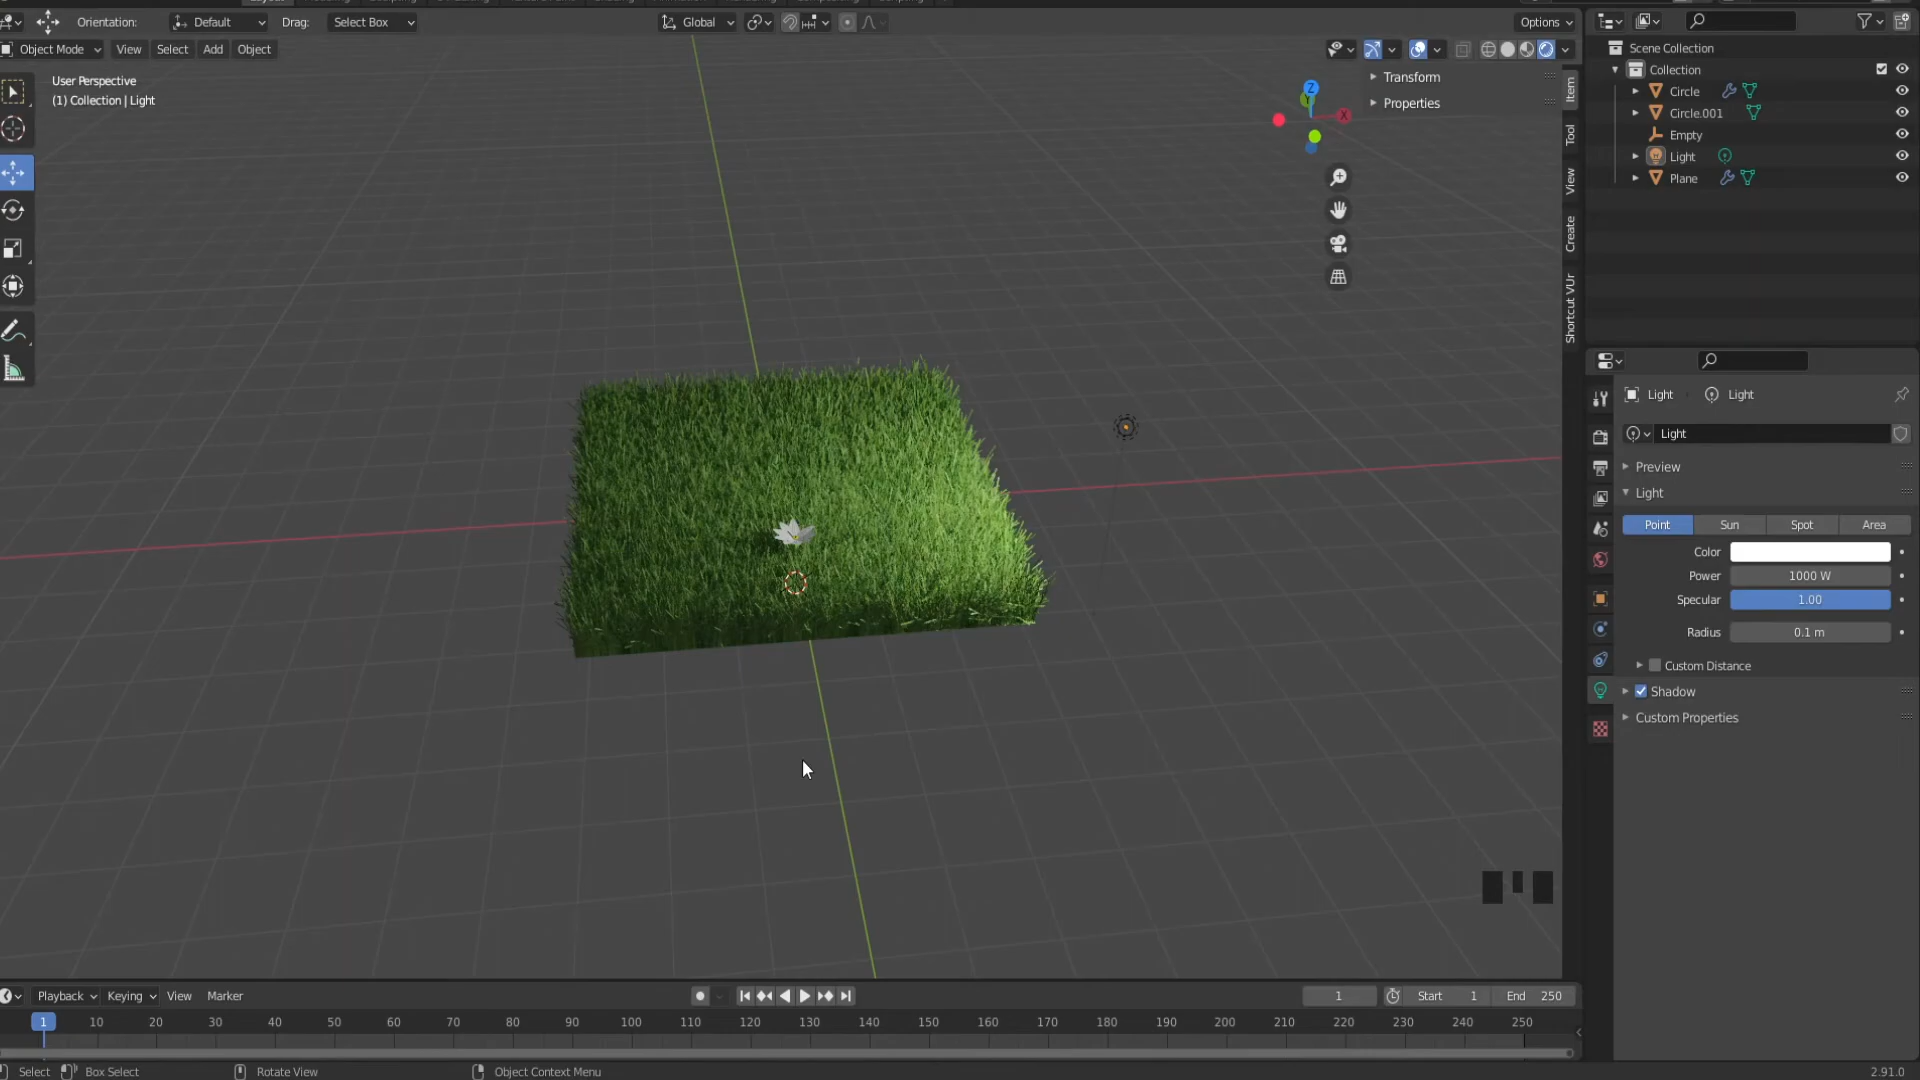 Orientation: Default Drag: Select Box Global Options
Object Mode View Select Add Object
User Perspective
(1) Collection | Light
Z
X
Transform
Properties
Item
Tool
View
Create
Shortcut VUr
Scene Collection
Collection
Circle
Circle.001
Empty
Light
Plane
Light Light
Light
Preview
Light
Point Sun Spot Area
Color
Power 1000 W
Specular 1.00
Radius 0.1 m
Custom Distance
Shadow
Custom Properties
Playback Keying View Marker 1 Start 1 End 250
1 10 20 30 40 50 60 70 80 90 100 110 120 130 140 150 160 170 180 190 200 210 220 230 240 250
Select Box Select Rotate View Object Context Menu 2.91.0